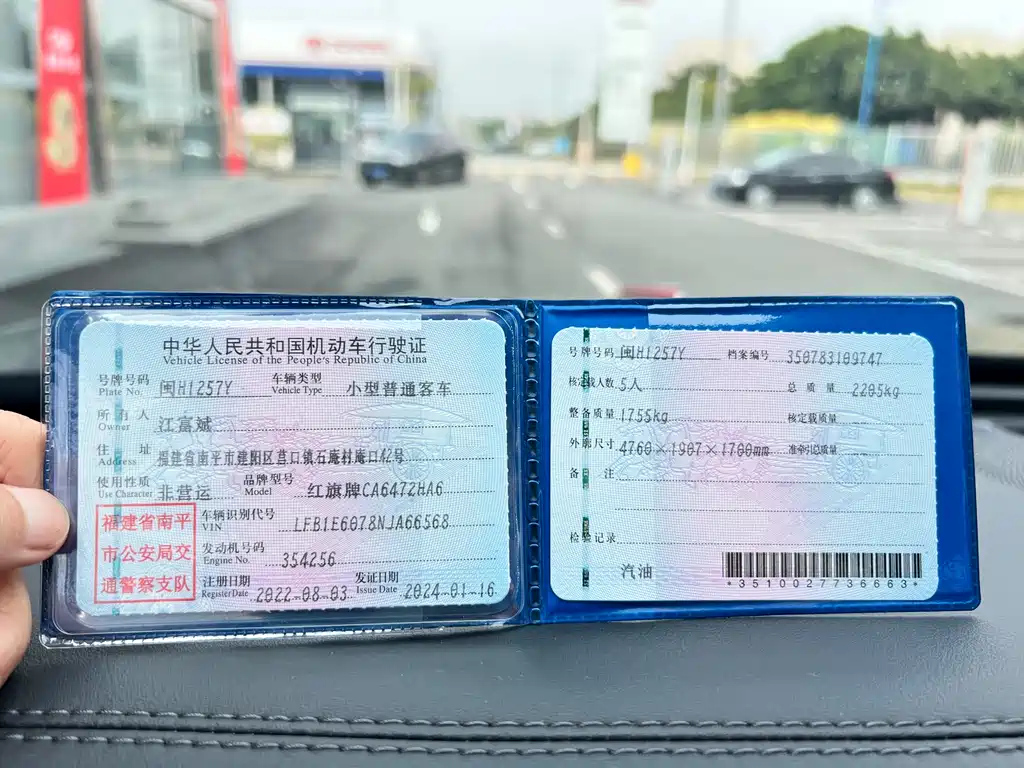 中华人民共和国机动车行驶证
Vehicle License of the People's Republic of China
号牌号码 闽H1257Y 车辆类型 小型普通客车
Plate No. Vehicle Type
所有人 江富斌
Owner
住址 福建省南平市建阳区莒口镇石庵村庵口42号
Address
使用性质 非营运 品牌型号 红旗牌CA6472HA6
Use Character Model
福建省南平
市公安局交
通警察支队
车辆识别代号 LFB1E6078NJA66568
VIN
发动机号码 354256
Engine No.
注册日期 2022-08-03 发证日期 2024-01-16
Register Date Issue Date
号牌号码 闽H1257Y 档案编号 350783109747
核定载人数 5人 总质量 2205kg
整备质量 1755kg 核定载质量
外廓尺寸 4760×1907×1700mm 准牵引总质量
备注
检验记录
汽油
*3510027736663*